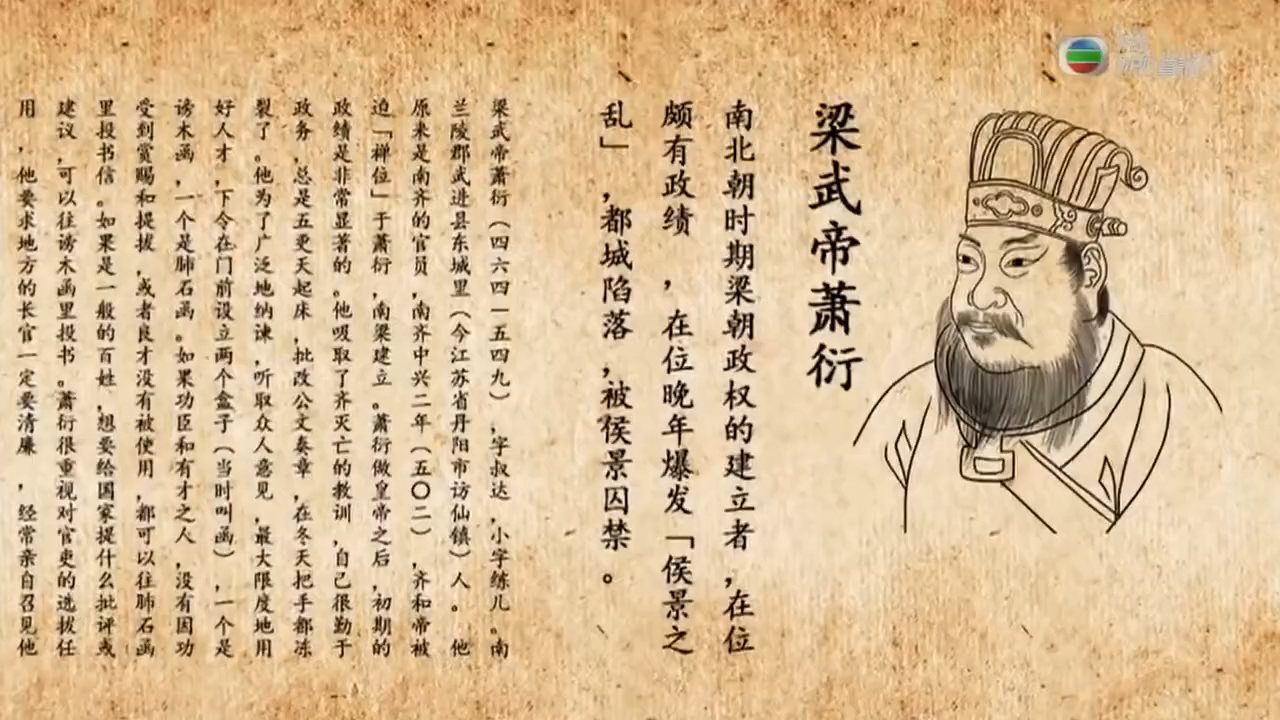 梁武帝萧衍
南北朝时期梁朝政权的建立者，在位
颇有政绩，在位晚年爆发「侯景之
乱」，都城陷落，被侯景囚禁。
梁武帝萧衍（四六四一五四九），字叔达，小字练儿。南
兰陵郡武进县东城里（今江苏省丹阳市访仙镇）人。他
原来是南齐的官员，南齐中兴二年（五〇二），齐和帝被
迫「禅位」于萧衍，南梁建立。萧衍做皇帝之后，初期的
政绩是非常显著的。他吸取了齐灭亡的教训，自己很勤于
政务，总是五更天起床，批改公文奏章，在冬天把手都冻
裂了。他为了广泛地纳谏，听取众人意见，最大限度地用
好人才，下令在门前设立两个盒子（当时叫函），一个是
谤木函，一个是肺石函。如果功臣和有才之人，没有因功
受到赏赐和提拔，或者良才没有被使用，都可以往肺石函
里投书信。如果是一般的百姓，想要给国家提什么批评或
建议，可以往谤木函里投书。萧衍很重视对官吏的选拔任
用，他要求地方的长官一定要清廉，经常亲自召见他